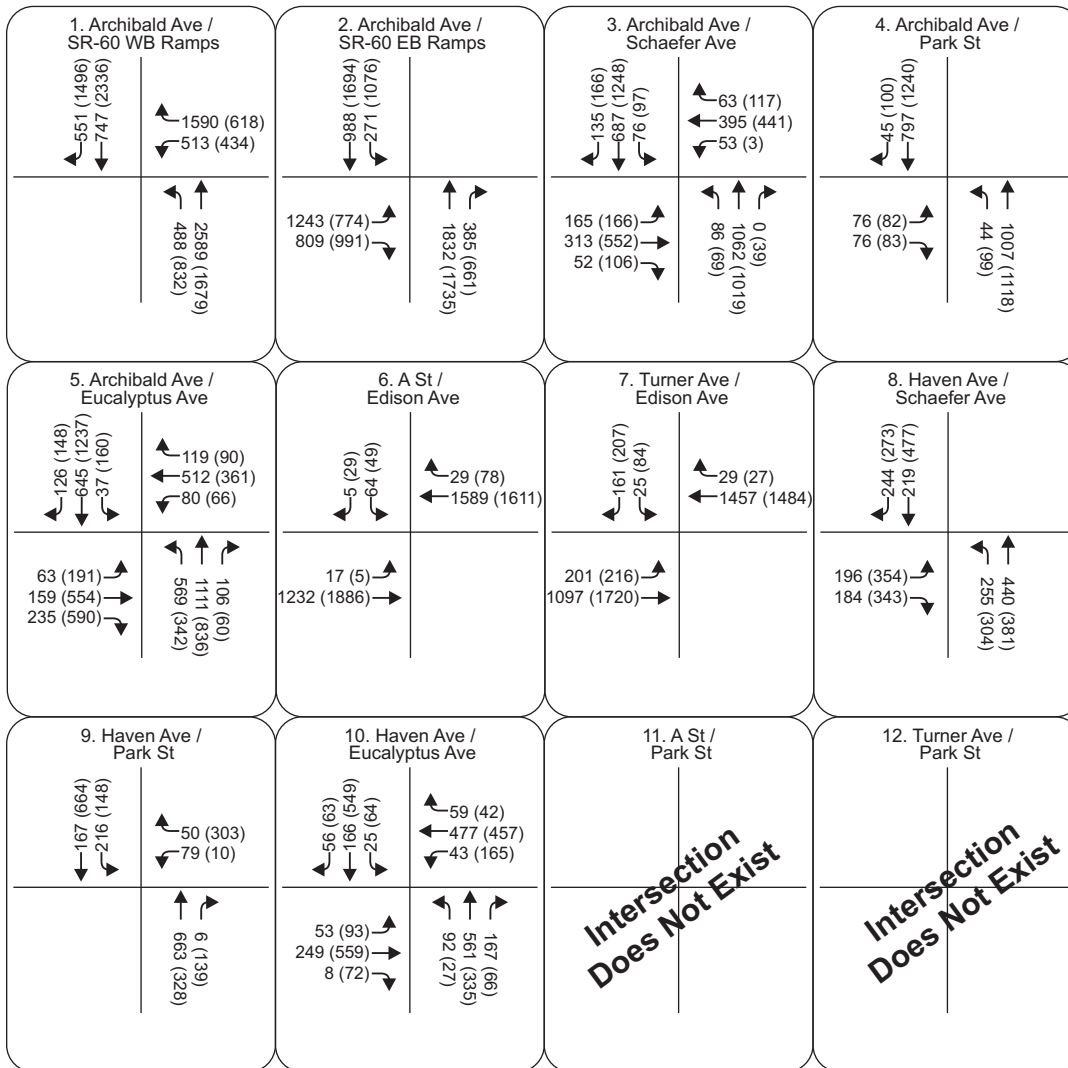 1. Archibald Ave /
SR-60 WB Ramps
551 (1496)
747 (2336)
1590 (618)
513 (434)
488 (832)
2589 (1679)
2. Archibald Ave /
SR-60 EB Ramps
988 (1694)
271 (1076)
1243 (774)
809 (991)
1832 (1735)
385 (661)
3. Archibald Ave /
Schaefer Ave
135 (166)
687 (1248)
76 (97)
63 (117)
395 (441)
53 (3)
165 (166)
313 (552)
52 (106)
86 (69)
1062 (1019)
0 (39)
4. Archibald Ave /
Park St
45 (100)
797 (1240)
76 (82)
76 (83)
44 (99)
1007 (1118)
5. Archibald Ave /
Eucalyptus Ave
126 (148)
645 (1237)
37 (160)
119 (90)
512 (361)
80 (66)
63 (191)
159 (554)
235 (590)
569 (342)
1111 (836)
106 (60)
6. A St /
Edison Ave
5 (29)
64 (49)
29 (78)
1589 (1611)
17 (5)
1232 (1886)
7. Turner Ave /
Edison Ave
161 (207)
25 (84)
29 (27)
1457 (1484)
201 (216)
1097 (1720)
8. Haven Ave /
Schaefer Ave
244 (273)
219 (477)
196 (354)
184 (343)
255 (304)
440 (381)
9. Haven Ave /
Park St
167 (664)
216 (148)
50 (303)
79 (10)
663 (328)
6 (139)
10. Haven Ave /
Eucalyptus Ave
56 (63)
166 (549)
25 (64)
59 (42)
477 (457)
43 (165)
53 (93)
249 (559)
8 (72)
92 (27)
561 (335)
167 (66)
11. A St /
Park St
Intersection
Does Not Exist
12. Turner Ave /
Park St
Intersection
Does Not Exist